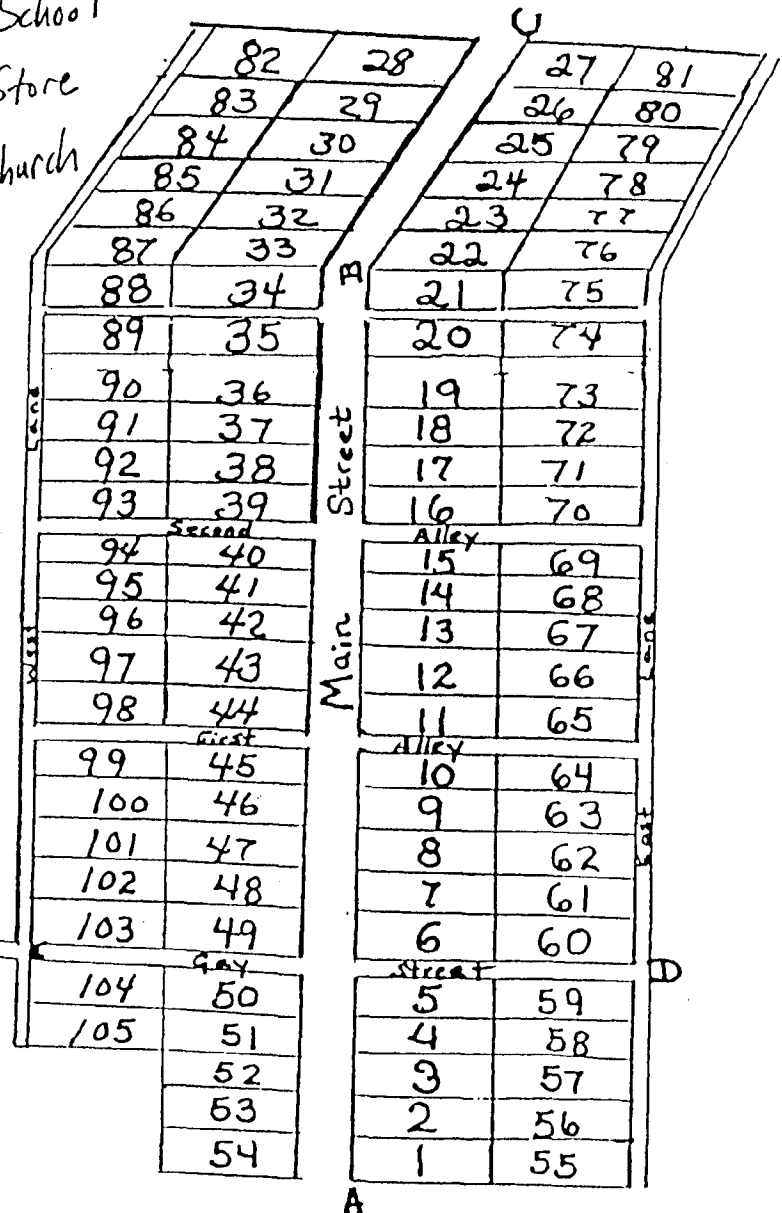 School
Store
Church
C
82 28 27 81
83 29 26 80
84 30 25 79
85 31 24 78
86 32 23 77
87 33 22 76
B
88 34 21 75
89 35 20 74
90 36 19 73
91 37 18 72
92 38 17 71
93 39 16 70
Lane
Street
Second Alley
94 40 15 69
95 41 14 68
96 42 13 67
97 43 12 66
98 44 11 65
West
Main
Lane
First Alley
99 45 10 64
100 46 9 63
101 47 8 62
102 48 7 61
103 49 6 60
East
Gay Street D
104 50 5 59
105 51 4 58
52 3 57
53 2 56
54 1 55
A